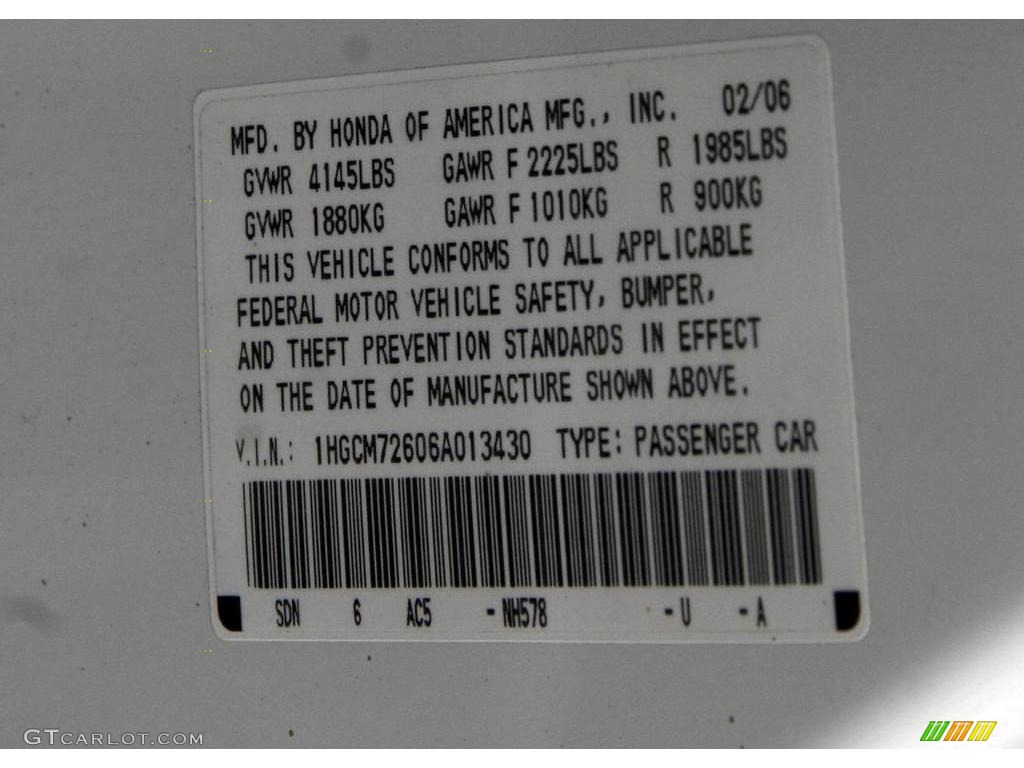 MFD. BY HONDA OF AMERICA MFG., INC. 02/06
GVWR 4145LBS GAWR F 2225LBS R 1985LBS
GVWR 1880KG GAWR F 1010KG R 900KG
THIS VEHICLE CONFORMS TO ALL APPLICABLE
FEDERAL MOTOR VEHICLE SAFETY, BUMPER,
AND THEFT PREVENTION STANDARDS IN EFFECT
ON THE DATE OF MANUFACTURE SHOWN ABOVE.
V.I.N.: 1HGCM72606A013430 TYPE: PASSENGER CAR
SDN 6 AC5 - NH578 - U - A
GTCARLOT.COM